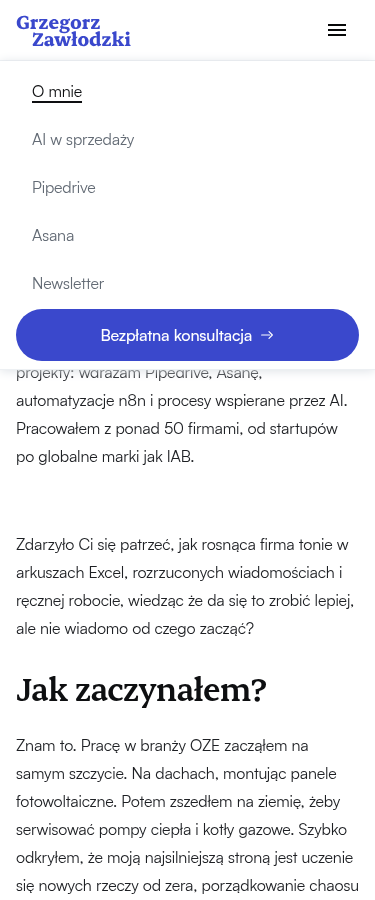 Grzegorz
Zawłodzki
O mnie
AI w sprzedaży
Pipedrive
Asana
Newsletter
Bezpłatna konsultacja →
projekty: wdrażam Pipedrive, Asanę,
automatyzacje n8n i procesy wspierane przez AI.
Pracowałem z ponad 50 firmami, od startupów
po globalne marki jak IAB.
Zdarzyło Ci się patrzeć, jak rosnąca firma tonie w
arkuszach Excel, rozrzuconych wiadomościach i
ręcznej robocie, wiedząc że da się to zrobić lepiej,
ale nie wiadomo od czego zacząć?
Jak zaczynałem?
Znam to. Pracę w branży OZE zacząłem na
samym szczycie. Na dachach, montując panele
fotowoltaiczne. Potem zszedłem na ziemię, żeby
serwisować pompy ciepła i kotły gazowe. Szybko
odkryłem, że moją najsilniejszą stroną jest uczenie
się nowych rzeczy od zera, porządkowanie chaosu